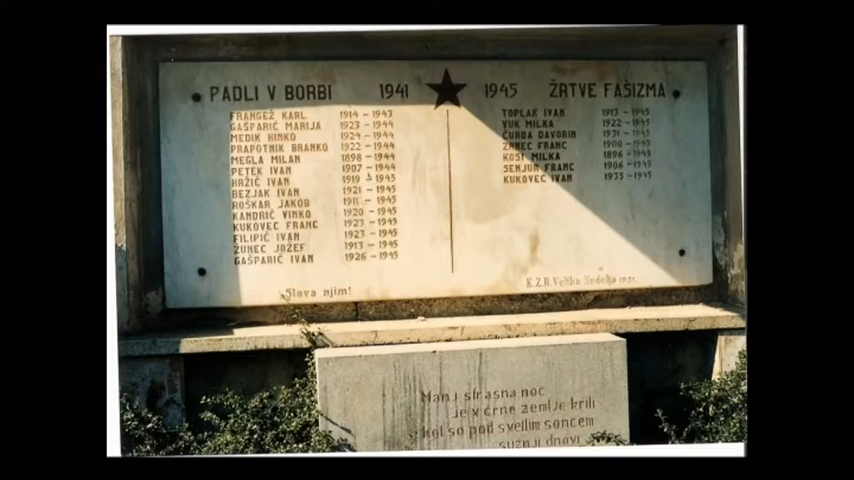 PADLI V BORBI 1941 ★ 1945 ŽRTVE FAŠIZMA
FRANGEŽ KARL 1914 - 1943
GAŠPARIČ MARIJA 1923 - 1944
MEDIK HINKO 1924 - 1944
PRAPOTNIK BRANKO 1922 - 1944
MEGLA MILAN 1898 - 1944
PETEK IVAN 1907 - 1944
HRŽIČ IVAN 1919 - 1945
BEZJAK IVAN 1921 - 1945
ROŠKAR JAKOB 1911 - 1945
KANDRIČ VINKO 1920 - 1945
KUKOVEC FRANC 1923 - 1945
FILIPIČ IVAN 1923 - 1945
ZUNEC JOŽEF 1913 - 1945
GAŠPARIČ IVAN 1926 - 1945
TOPLAK IVAN 1913 - 1945
VUK MILKA 1922 - 1945
ČURDA DAVORIN 1931 - 1945
FRANC 1900 - 1945
KOSI MILKA 1896 - 1945
SENJUR FRANC 1906 - 1945
KUKOVEC IVAN 1935 - 1945
Slava njim!
K.Z.B. Velika Nedelja
Manj strašna noč
je v črne zemlje krili
kot so pod svetlim soncem
sužnji dnovi